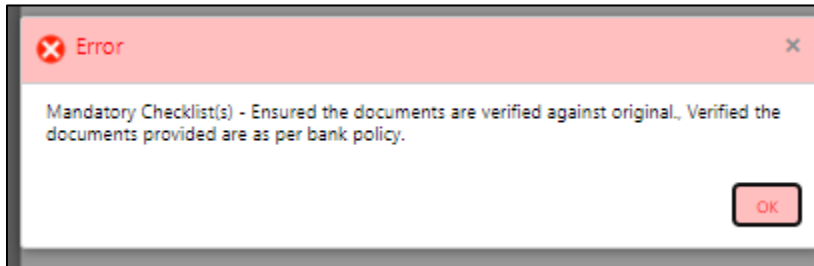 Error
Mandatory Checklist(s) - Ensured the documents are verified against original., Verified the
documents provided are as per bank policy.
OK